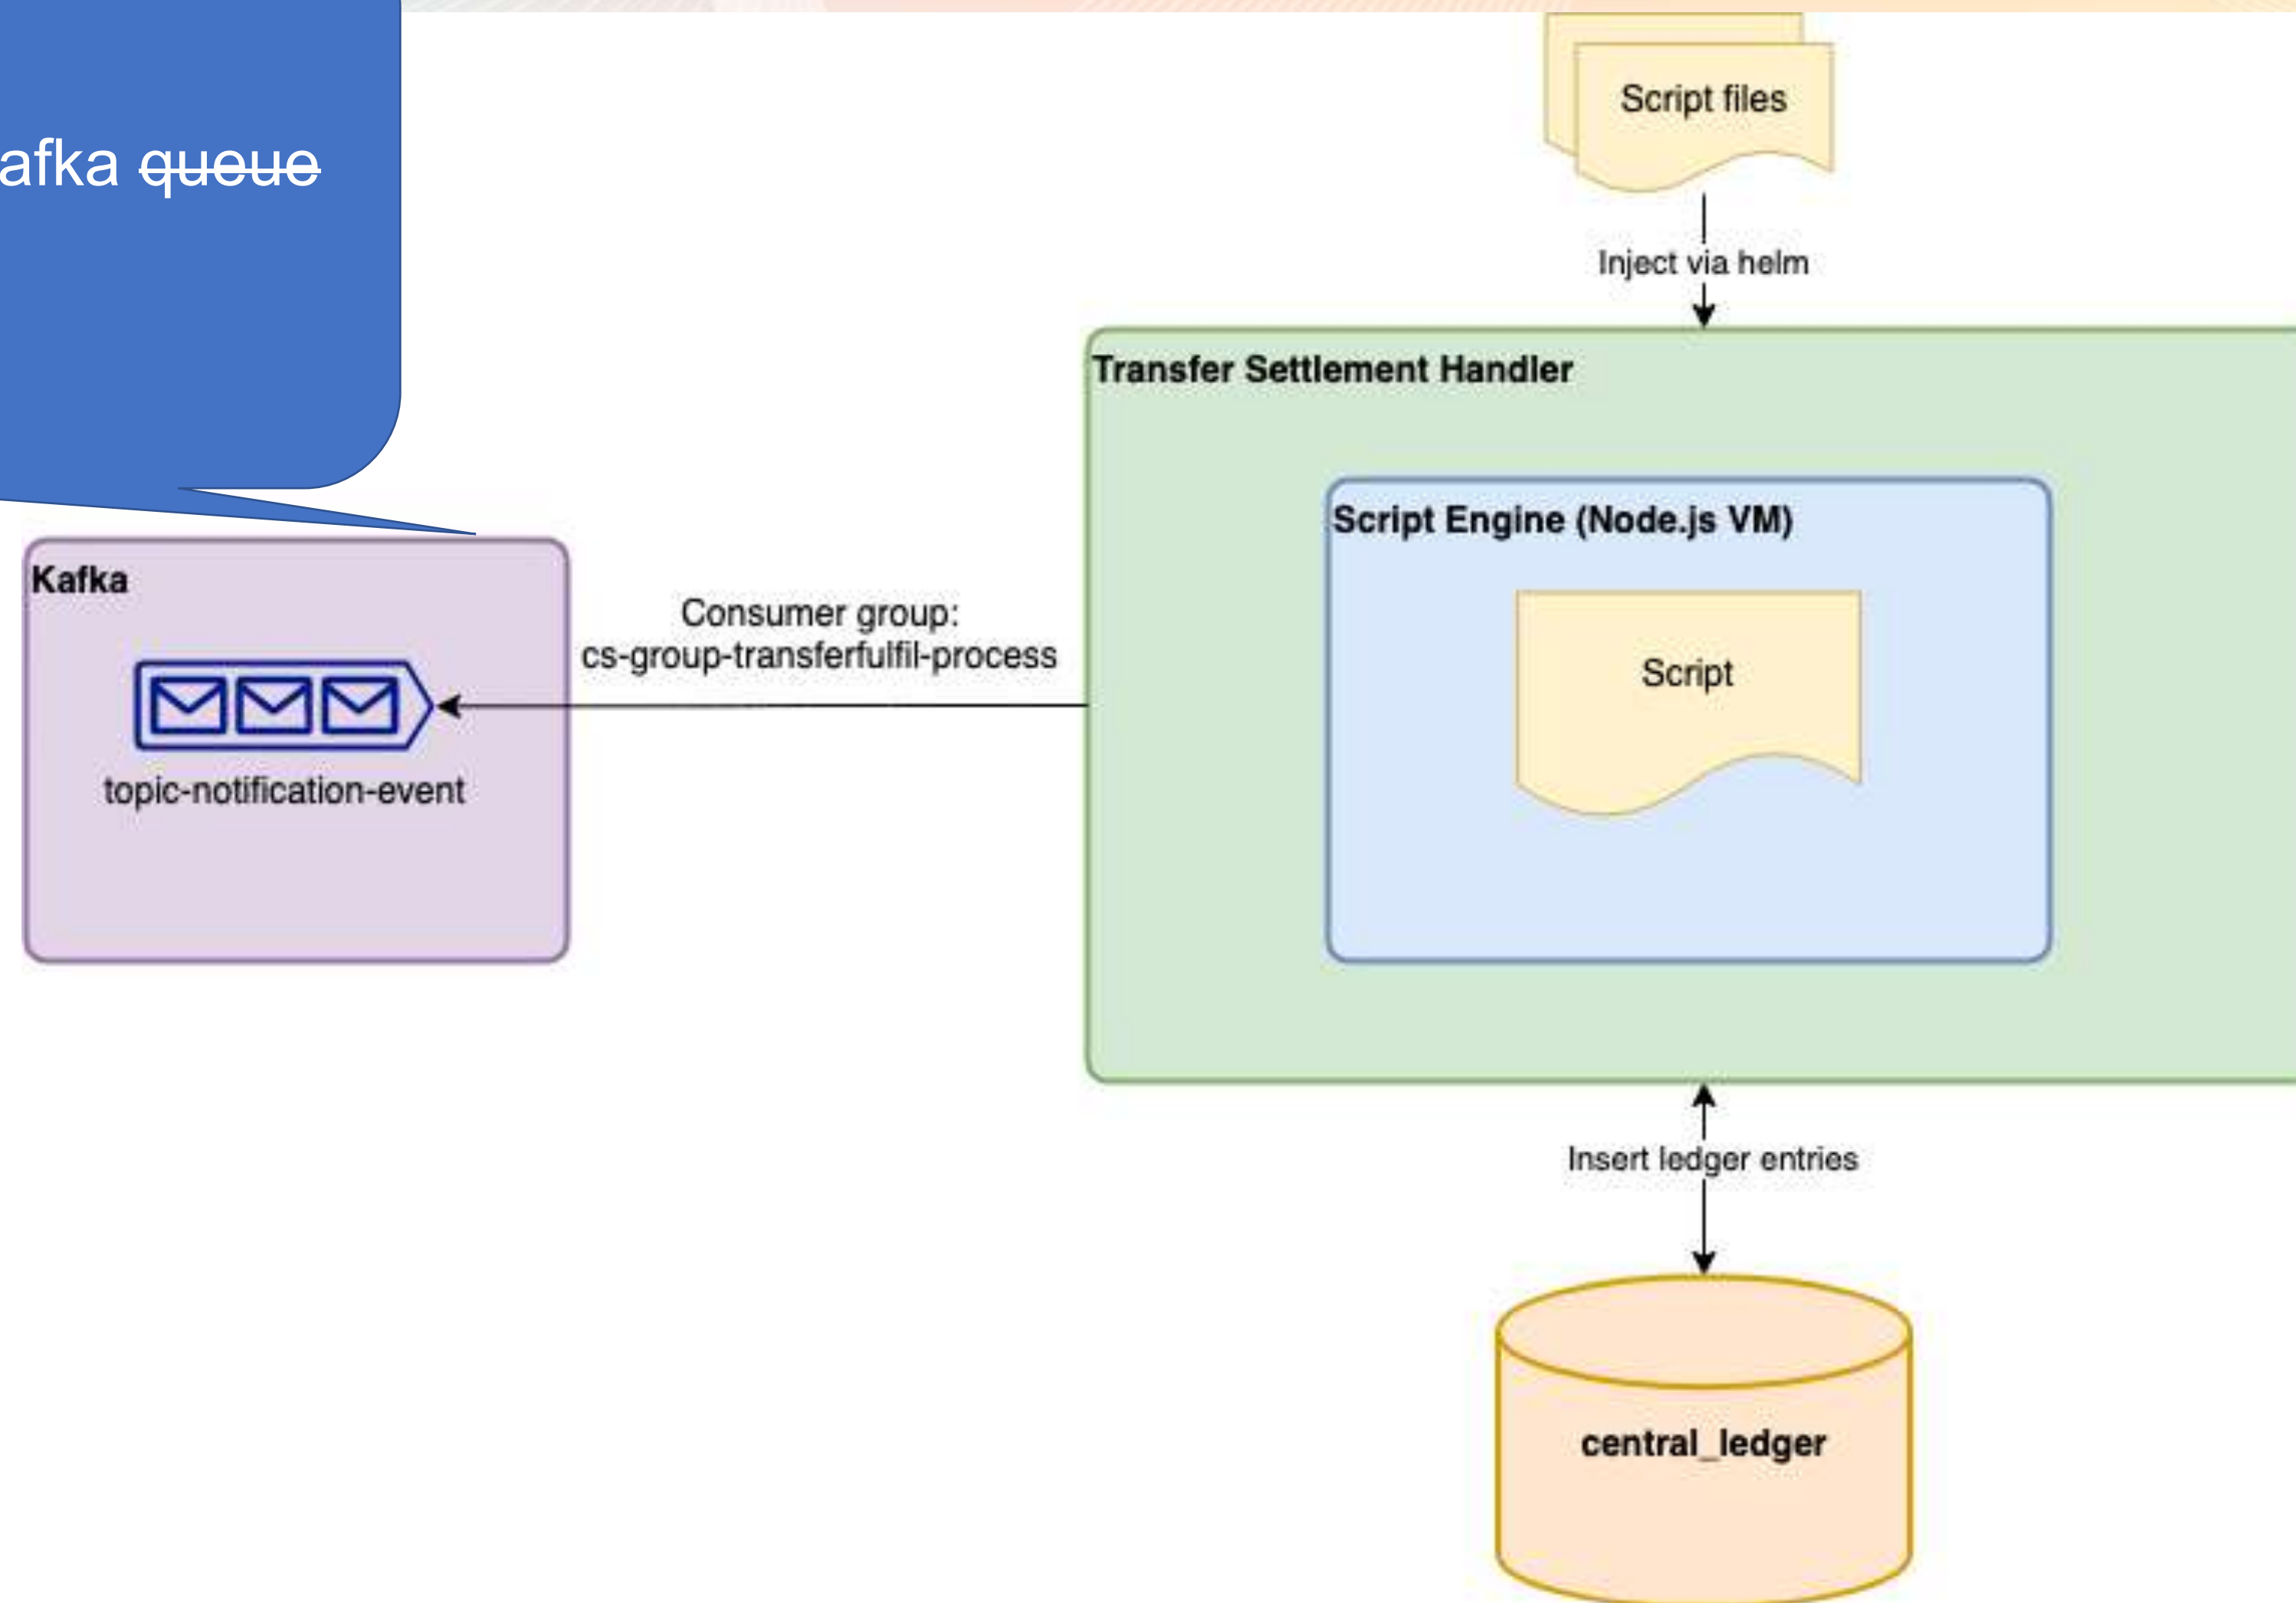 afka ~~queue~~
Script files
Inject via helm
Transfer Settlement Handler
Script Engine (Node.js VM)
Script
Kafka
Consumer group:
cs-group-transferfulfil-process
topic-notification-event
Insert ledger entries
central_ledger